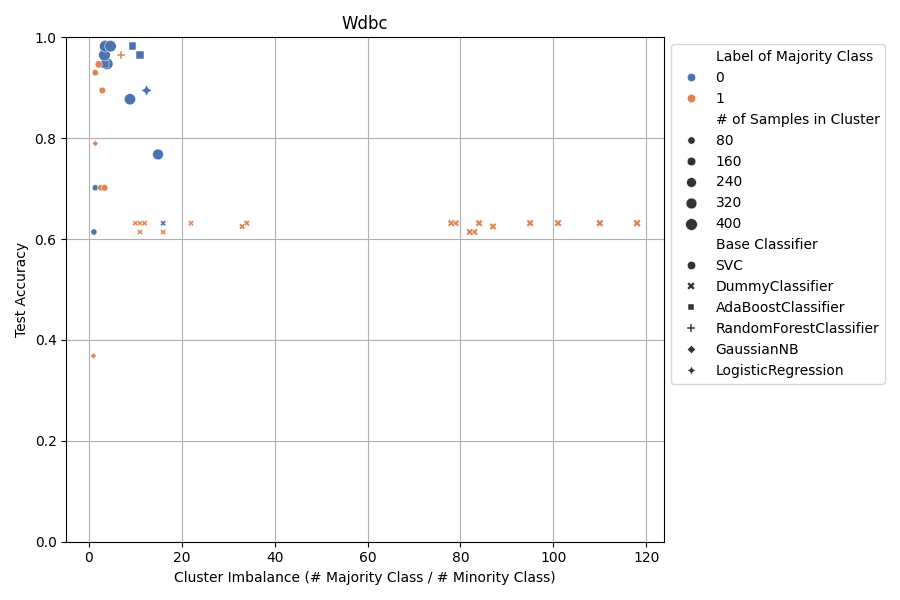 Wdbc
Test Accuracy
1.0
0.8
0.6
0.4
0.2
0.0
0
20
40
60
80
100
120
Cluster Imbalance (# Majority Class / # Minority Class)
Label of Majority Class
0
1
# of Samples in Cluster
80
160
240
320
400
Base Classifier
SVC
DummyClassifier
AdaBoostClassifier
RandomForestClassifier
GaussianNB
LogisticRegression